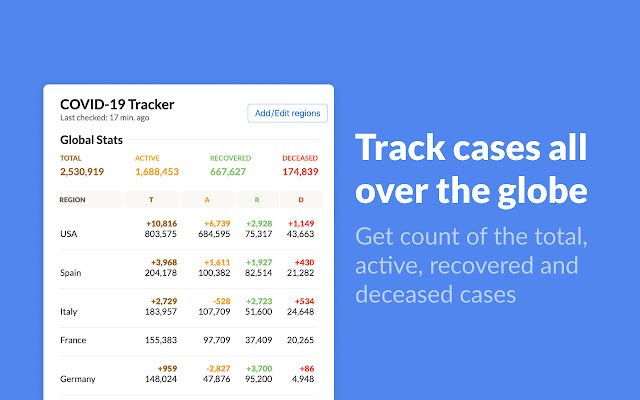 COVID-19 Tracker
Last checked: 17 min. ago
Add/Edit regions
Global Stats
TOTAL ACTIVE RECOVERED DECEASED
2,530,919 1,688,453 667,627 174,839
REGION T A R D
+10,816 +6,739 +2,928 +1,149
USA 803,575 684,595 75,317 43,663
+3,968 +1,611 +1,927 +430
Spain 204,178 100,382 82,514 21,282
+2,729 -528 +2,723 +534
Italy 183,957 107,709 51,600 24,648
France 155,383 97,709 37,409 20,265
+959 -2,827 +3,700 +86
Germany 148,024 47,876 95,200 4,948
Track cases all
over the globe
Get count of the total,
active, recovered and
deceased cases